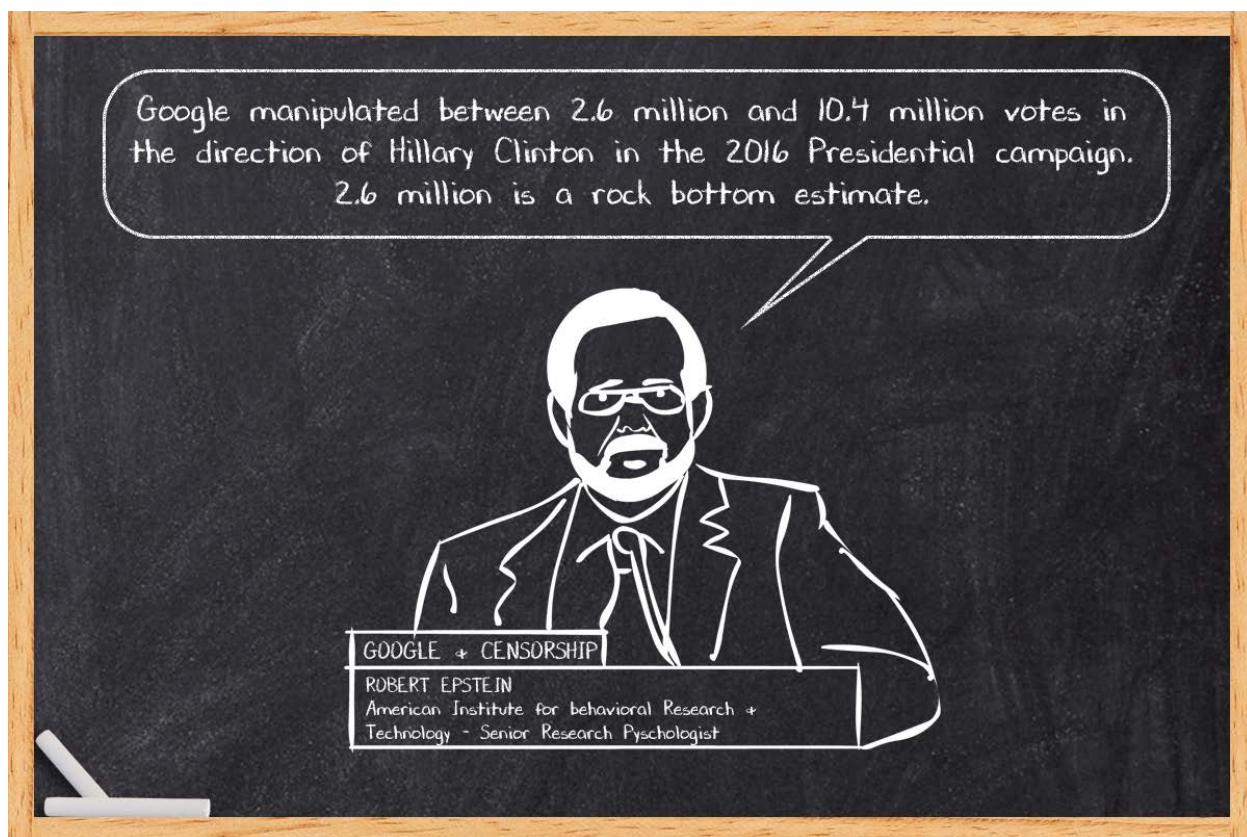 Google manipulated between 2.6 million and 10.4 million votes in
the direction of Hillary Clinton in the 2016 Presidential campaign.
2.6 million is a rock bottom estimate.
GOOGLE + CENSORSHIP
ROBERT EPSTEIN
American Institute for behavioral Research +
Technology - Senior Research Pyschologist